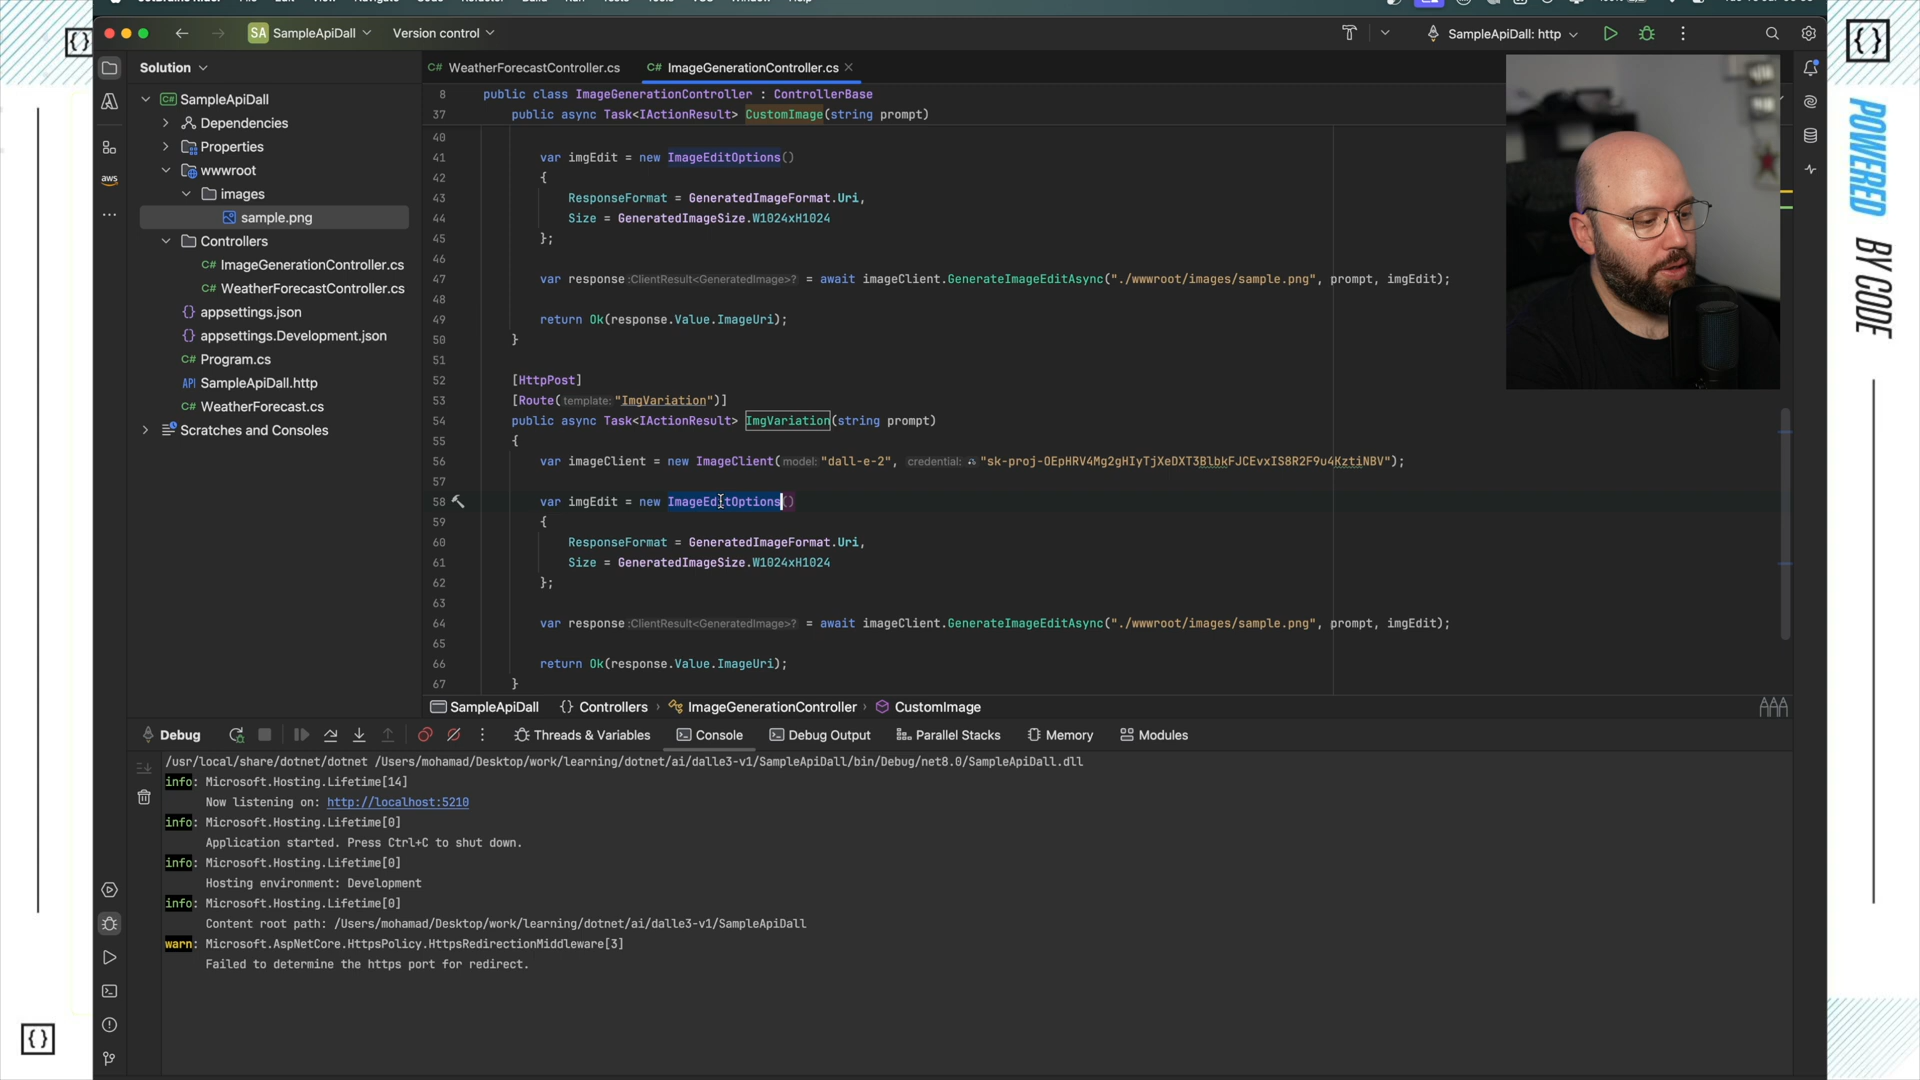 SA SampleApiDall
Version control
SampleApiDall: http
Solution
WeatherForecastController.cs
ImageGenerationController.cs
SampleApiDall
Dependencies
Properties
wwwroot
images
sample.png
Controllers
C# ImageGenerationController.cs
C# WeatherForecastController.cs
appsettings.json
appsettings.Development.json
C# Program.cs
API SampleApiDall.http
C# WeatherForecast.cs
Scratches and Consoles
aws
8 public class ImageGenerationController : ControllerBase
37 public async Task<IActionResult> CustomImage(string prompt)
40
41 var imgEdit = new ImageEditOptions()
42 {
43 ResponseFormat = GeneratedImageFormat.Uri,
44 Size = GeneratedImageSize.W1024xH1024
45 };
46
47 var response :ClientResult<GeneratedImage>? = await imageClient.GenerateImageEditAsync("./wwwroot/images/sample.png", prompt, imgEdit);
48
49 return Ok(response.Value.ImageUri);
50 }
51
52 [HttpPost]
53 [Route( template: "ImgVariation")]
54 public async Task<IActionResult> ImgVariation(string prompt)
55 {
56 var imageClient = new ImageClient( model: "dall-e-2", credential: "sk-proj-OEpHRV4Mg2gHIyTjXeDXT3BlbkFJCEvxIS8R2F9u4KztiNBV");
57
58 var imgEdit = new ImageEditOptions()
59 {
60 ResponseFormat = GeneratedImageFormat.Uri,
61 Size = GeneratedImageSize.W1024xH1024
62 };
63
64 var response :ClientResult<GeneratedImage>? = await imageClient.GenerateImageEditAsync("./wwwroot/images/sample.png", prompt, imgEdit);
65
66 return Ok(response.Value.ImageUri);
67 }
SampleApiDall {} Controllers › ImageGenerationController › CustomImage
Debug
Threads & Variables
Console
Debug Output
Parallel Stacks
Memory
Modules
/usr/local/share/dotnet/dotnet /Users/mohamad/Desktop/work/learning/dotnet/ai/dalle3-v1/SampleApiDall/bin/Debug/net8.0/SampleApiDall.dll
info: Microsoft.Hosting.Lifetime[14]
Now listening on: http://localhost:5210
info: Microsoft.Hosting.Lifetime[0]
Application started. Press Ctrl+C to shut down.
info: Microsoft.Hosting.Lifetime[0]
Hosting environment: Development
info: Microsoft.Hosting.Lifetime[0]
Content root path: /Users/mohamad/Desktop/work/learning/dotnet/ai/dalle3-v1/SampleApiDall
warn: Microsoft.AspNetCore.HttpsPolicy.HttpsRedirectionMiddleware[3]
Failed to determine the https port for redirect.
POWERED
BY CODE